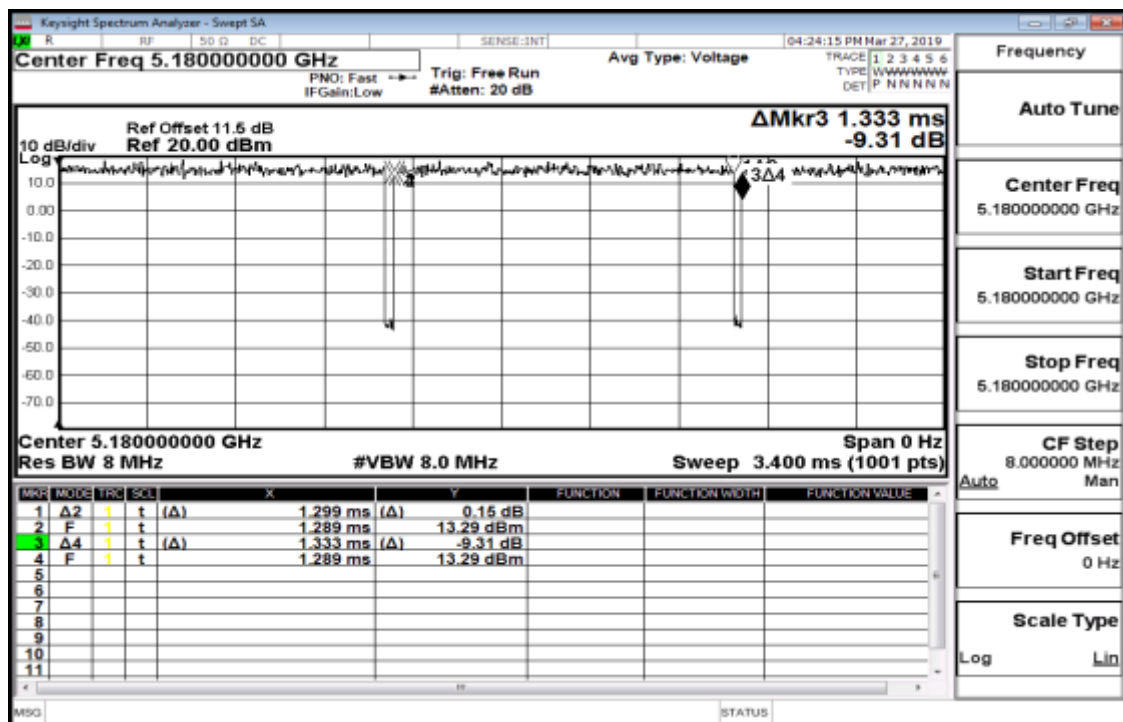 Keysight Spectrum Analyzer - Swept SA
LXI R RF 50 Ω DC SENSE:INT 04:24:15 PM Mar 27, 2019
Center Freq 5.180000000 GHz
PNO: Fast
IFGain:Low
Trig: Free Run
#Atten: 20 dB
Avg Type: Voltage
TRACE 1 2 3 4 5 6
TYPE WWWWWW
DET P N N N N N
10 dB/div
Log
Ref Offset 11.5 dB
Ref 20.00 dBm
ΔMkr3 1.333 ms
-9.31 dB
10.0
0.00
-10.0
-20.0
-30.0
-40.0
-50.0
-60.0
-70.0
3Δ4
Center 5.180000000 GHz Span 0 Hz
Res BW 8 MHz #VBW 8.0 MHz Sweep 3.400 ms (1001 pts)
MKR MODE TRC SCL X Y FUNCTION FUNCTION WIDTH FUNCTION VALUE
1 Δ2 1 t (Δ) 1.299 ms (Δ) 0.15 dB
2 F 1 t 1.289 ms 13.29 dBm
3 Δ4 1 t (Δ) 1.333 ms (Δ) -9.31 dB
4 F 1 t 1.289 ms 13.29 dBm
5
6
7
8
9
10
11
MSG STATUS
Frequency
Auto Tune
Center Freq
5.180000000 GHz
Start Freq
5.180000000 GHz
Stop Freq
5.180000000 GHz
CF Step
8.000000 MHz
Auto Man
Freq Offset
0 Hz
Scale Type
Log Lin